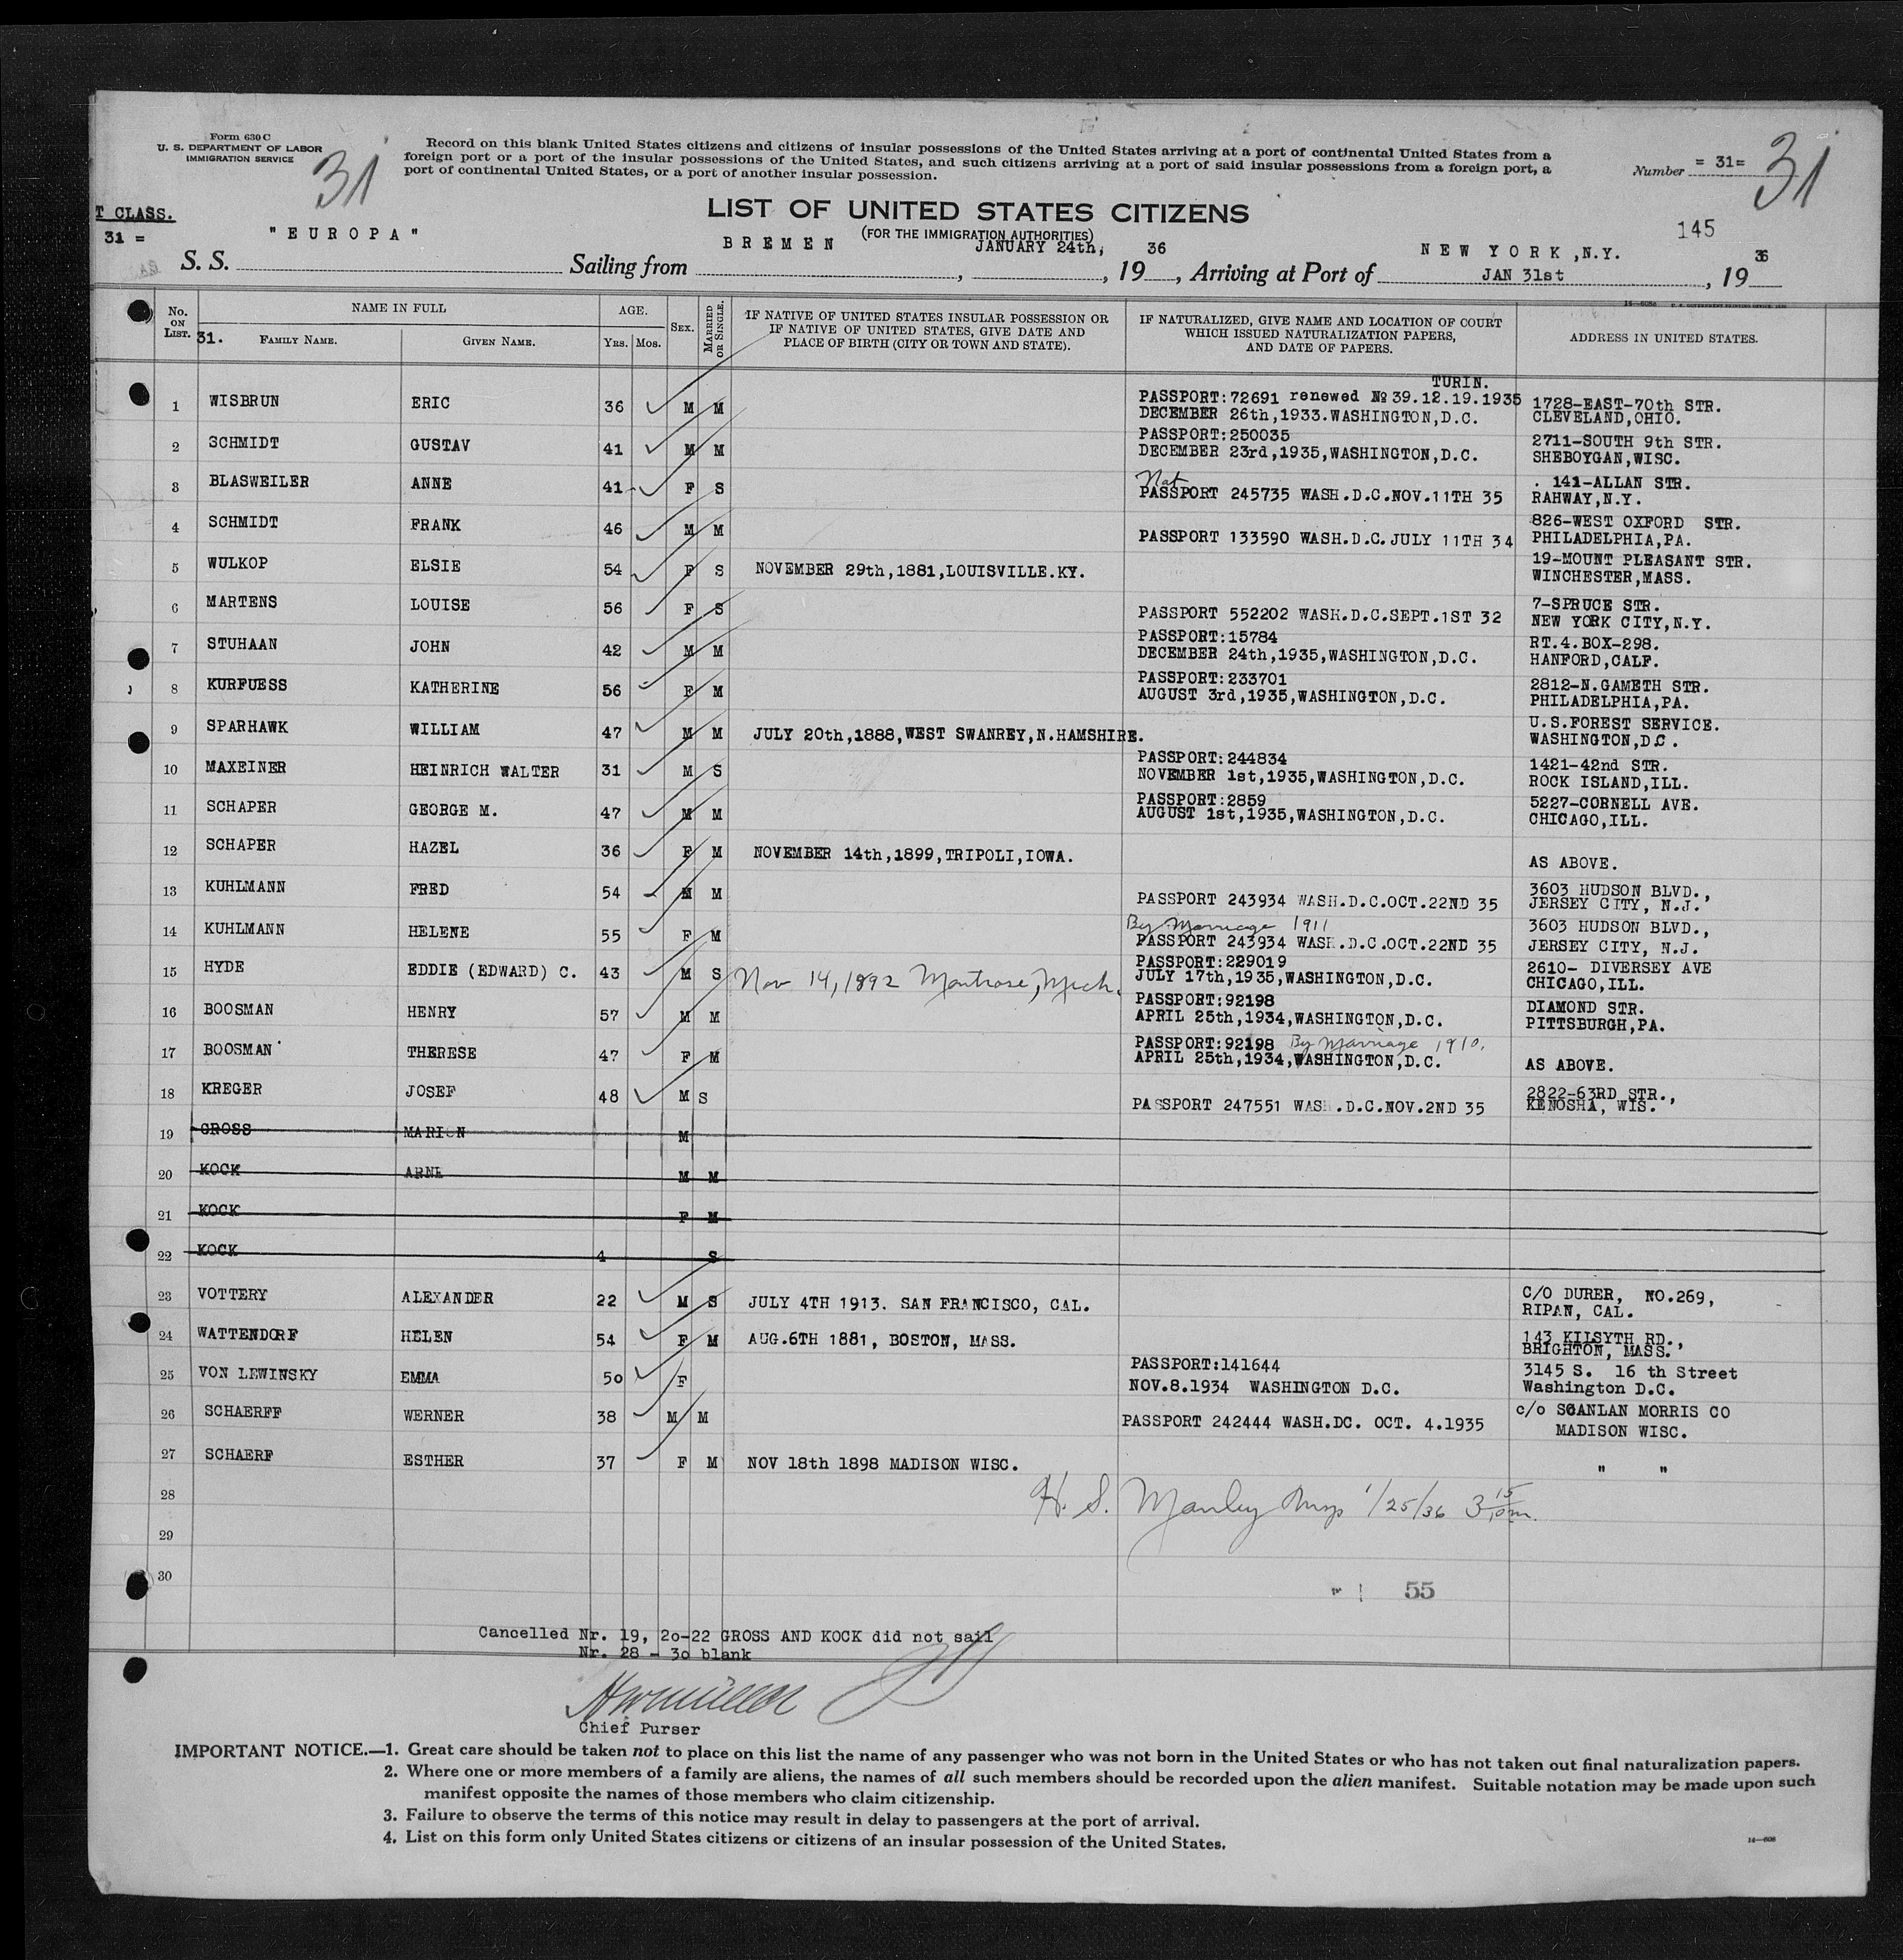 Form 630 C
U. S. DEPARTMENT OF LABOR
IMMIGRATION SERVICE
31
Record on this blank United States citizens and citizens of insular possessions of the United States arriving at a port of continental United States from a
foreign port or a port of the insular possessions of the United States, and such citizens arriving at a port of said insular possessions from a foreign port, a
port of continental United States, or a port of another insular possession.
Number = 31=
31
T CLASS.
31 =
LIST OF UNITED STATES CITIZENS
(FOR THE IMMIGRATION AUTHORITIES)
145
S. S. "EUROPA" Sailing from BREMEN, JANUARY 24th, 1936, Arriving at Port of NEW YORK, N.Y. JAN 31st, 1936
No. ON LIST. 31.
NAME IN FULL
FAMILY NAME. GIVEN NAME.
AGE.
YRS. MOS.
SEX.
MARRIED OR SINGLE.
IF NATIVE OF UNITED STATES INSULAR POSSESSION OR
IF NATIVE OF UNITED STATES, GIVE DATE AND
PLACE OF BIRTH (CITY OR TOWN AND STATE).
IF NATURALIZED, GIVE NAME AND LOCATION OF COURT
WHICH ISSUED NATURALIZATION PAPERS,
AND DATE OF PAPERS.
ADDRESS IN UNITED STATES.
TURIN.
1 WISBRUN ERIC 36 M M PASSPORT:72691 renewed № 39.12.19.1935 1728-EAST-70th STR.
DECEMBER 26th,1933.WASHINGTON,D.C. CLEVELAND,OHIO.
2 SCHMIDT GUSTAV 41 M M PASSPORT:250035 2711-SOUTH 9th STR.
DECEMBER 23rd,1935,WASHINGTON,D.C. SHEBOYGAN,WISC.
3 BLASWEILER ANNE 41 F S Nat . 141-ALLAN STR.
PASSPORT 245735 WASH.D.C.NOV.11TH 35 RAHWAY,N.Y.
4 SCHMIDT FRANK 46 M M 826-WEST OXFORD STR.
PASSPORT 133590 WASH.D.C.JULY 11TH 34 PHILADELPHIA,PA.
5 WULKOP ELSIE 54 F S NOVEMBER 29th,1881,LOUISVILLE.KY. 19-MOUNT PLEASANT STR.
WINCHESTER,MASS.
6 MARTENS LOUISE 56 F S 7-SPRUCE STR.
PASSPORT 552202 WASH.D.C.SEPT.1ST 32 NEW YORK CITY,N.Y.
7 STUHAAN JOHN 42 M M PASSPORT:15784 RT.4.BOX-298.
DECEMBER 24th,1935,WASHINGTON,D.C. HANFORD,CALF.
8 KURFUESS KATHERINE 56 F M PASSPORT:233701 2812-N.GAMETH STR.
AUGUST 3rd,1935,WASHINGTON,D.C. PHILADELPHIA,PA.
9 SPARHAWK WILLIAM 47 M M JULY 20th,1888,WEST SWANREY,N.HAMSHIRE. U.S.FOREST SERVICE.
WASHINGTON,D.C.
10 MAXEINER HEINRICH WALTER 31 M S PASSPORT:244834 1421-42nd STR.
NOVEMBER 1st,1935,WASHINGTON,D.C. ROCK ISLAND,ILL.
11 SCHAPER GEORGE M. 47 M M PASSPORT:2859 5227-CORNELL AVE.
AUGUST 1st,1935,WASHINGTON,D.C. CHICAGO,ILL.
12 SCHAPER HAZEL 36 F M NOVEMBER 14th,1899,TRIPOLI,IOWA. AS ABOVE.
13 KUHLMANN FRED 54 M M 3603 HUDSON BLVD.,
PASSPORT 243934 WASH.D.C.OCT.22ND 35 JERSEY CITY, N.J.
14 KUHLMANN HELENE 55 F M By Marriage 1911 3603 HUDSON BLVD.,
PASSPORT 243934 WASH.D.C.OCT.22ND 35 JERSEY CITY, N.J.
15 HYDE EDDIE (EDWARD) C. 43 M S Nov 14, 1892 Montrose, Mich. PASSPORT:229019 2610- DIVERSEY AVE
JULY 17th,1935,WASHINGTON,D.C. CHICAGO,ILL.
16 BOOSMAN HENRY 57 M M PASSPORT:92198 DIAMOND STR.
APRIL 25th,1934,WASHINGTON,D.C. PITTSBURGH,PA.
17 BOOSMAN THERESE 47 F M PASSPORT:92198 By Marriage 1910.
APRIL 25th,1934,WASHINGTON,D.C. AS ABOVE.
18 KREGER JOSEF 48 M S 2822-63RD STR.,
PASSPORT 247551 WASH.D.C.NOV.2ND 35 KENOSHA, WIS.
19 GROSS MARION M
20 KOCK ARNE M M
21 KOCK F M
22 KOCK 4 S
23 VOTTERY ALEXANDER 22 M S JULY 4TH 1913. SAN FRANCISCO, CAL. C/O DURER, NO.269,
RIPAN, CAL.
24 WATTENDORF HELEN 54 F M AUG.6TH 1881, BOSTON, MASS. 143 KILSYTH RD.,
BRIGHTON, MASS.
25 VON LEWINSKY EMMA 50 F PASSPORT:141644 3145 S. 16 th Street
NOV.8.1934 WASHINGTON D.C. Washington D.C.
26 SCHAERFF WERNER 38 M M PASSPORT 242444 WASH.DC. OCT. 4.1935 c/o SCANLAN MORRIS CO
MADISON WISC.
27 SCHAERF ESTHER 37 F M NOV 18th 1898 MADISON WISC. " "
28
H. S. Manley Insp 1/25/36 3 15 p.m.
29
30
55
Cancelled Nr. 19, 2o-22 GROSS AND KOCK did not sail
Nr. 28 - 3o blank
Chief Purser
IMPORTANT NOTICE.—1. Great care should be taken not to place on this list the name of any passenger who was not born in the United States or who has not taken out final naturalization papers.
2. Where one or more members of a family are aliens, the names of all such members should be recorded upon the alien manifest. Suitable notation may be made upon such
manifest opposite the names of those members who claim citizenship.
3. Failure to observe the terms of this notice may result in delay to passengers at the port of arrival.
4. List on this form only United States citizens or citizens of an insular possession of the United States.